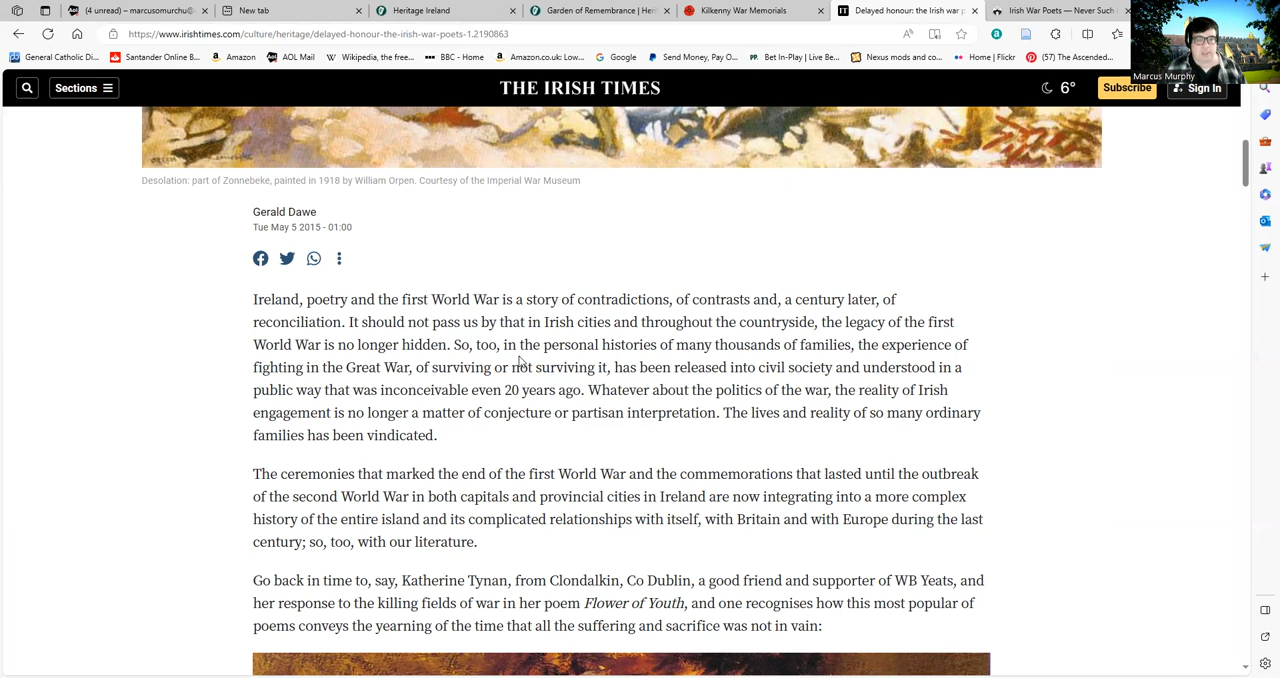 (4 unread) – marcusomurchu@
New tab
Heritage Ireland
Garden of Remembrance | Heri
Kilkenny War Memorials
Delayed honour: the Irish war p
Irish War Poets — Never Such
https://www.irishtimes.com/culture/heritage/delayed-honour-the-irish-war-poets-1.2190863
General Catholic Di...
Santander Online B...
Amazon
AOL Mail
Wikipedia, the free...
BBC - Home
Amazon.co.uk: Low...
Google
Send Money, Pay O...
Bet In-Play | Live Be...
Nexus mods and co...
Home | Flickr
(57) The Ascended...
Marcus Murphy
Sections
THE IRISH TIMES
6°
Subscribe
Sign In
Desolation: part of Zonnebeke, painted in 1918 by William Orpen. Courtesy of the Imperial War Museum
Gerald Dawe
Tue May 5 2015 - 01:00
Ireland, poetry and the first World War is a story of contradictions, of contrasts and, a century later, of
reconciliation. It should not pass us by that in Irish cities and throughout the countryside, the legacy of the first
World War is no longer hidden. So, too, in the personal histories of many thousands of families, the experience of
fighting in the Great War, of surviving or not surviving it, has been released into civil society and understood in a
public way that was inconceivable even 20 years ago. Whatever about the politics of the war, the reality of Irish
engagement is no longer a matter of conjecture or partisan interpretation. The lives and reality of so many ordinary
families has been vindicated.
The ceremonies that marked the end of the first World War and the commemorations that lasted until the outbreak
of the second World War in both capitals and provincial cities in Ireland are now integrating into a more complex
history of the entire island and its complicated relationships with itself, with Britain and with Europe during the last
century; so, too, with our literature.
Go back in time to, say, Katherine Tynan, from Clondalkin, Co Dublin, a good friend and supporter of WB Yeats, and
her response to the killing fields of war in her poem Flower of Youth, and one recognises how this most popular of
poems conveys the yearning of the time that all the suffering and sacrifice was not in vain: